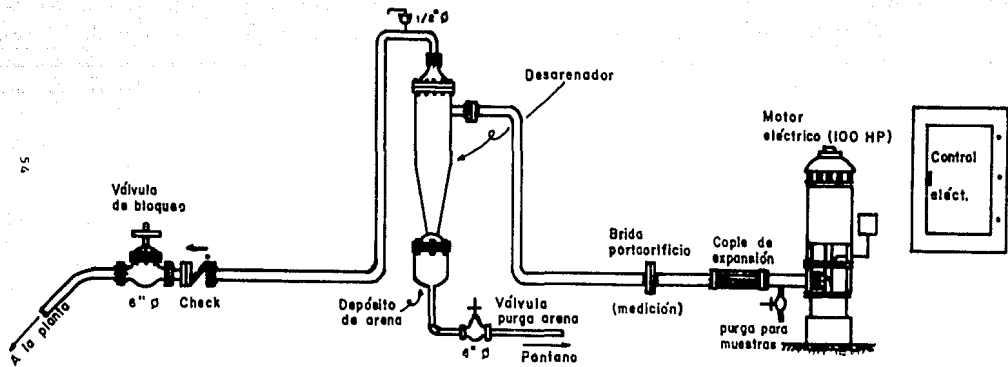 1/2" Ø
Desarenador
Motor
eléctrico (100 HP)
Control
eléct.
54
Válvula
de bloqueo
Brida
portaorificio
Cople de
expansión
6" Ø
Check
Depósito
de arena
Válvula
purga arena
(medición)
purga para
muestras
A la planta
Pantano